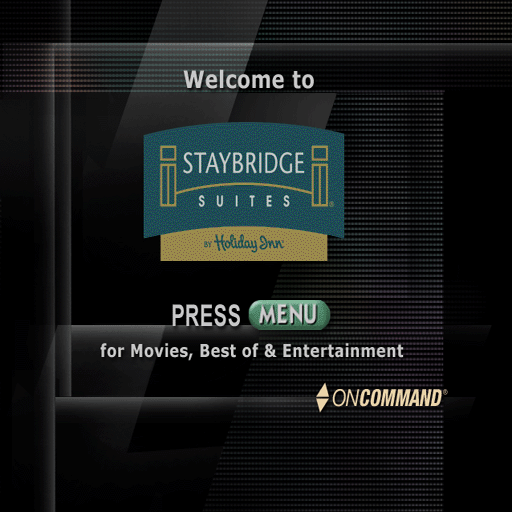 Welcome to
STAYBRIDGE
SUITES®
BY Holiday Inn®
PRESS MENU
for Movies, Best of & Entertainment
ONCOMMAND®